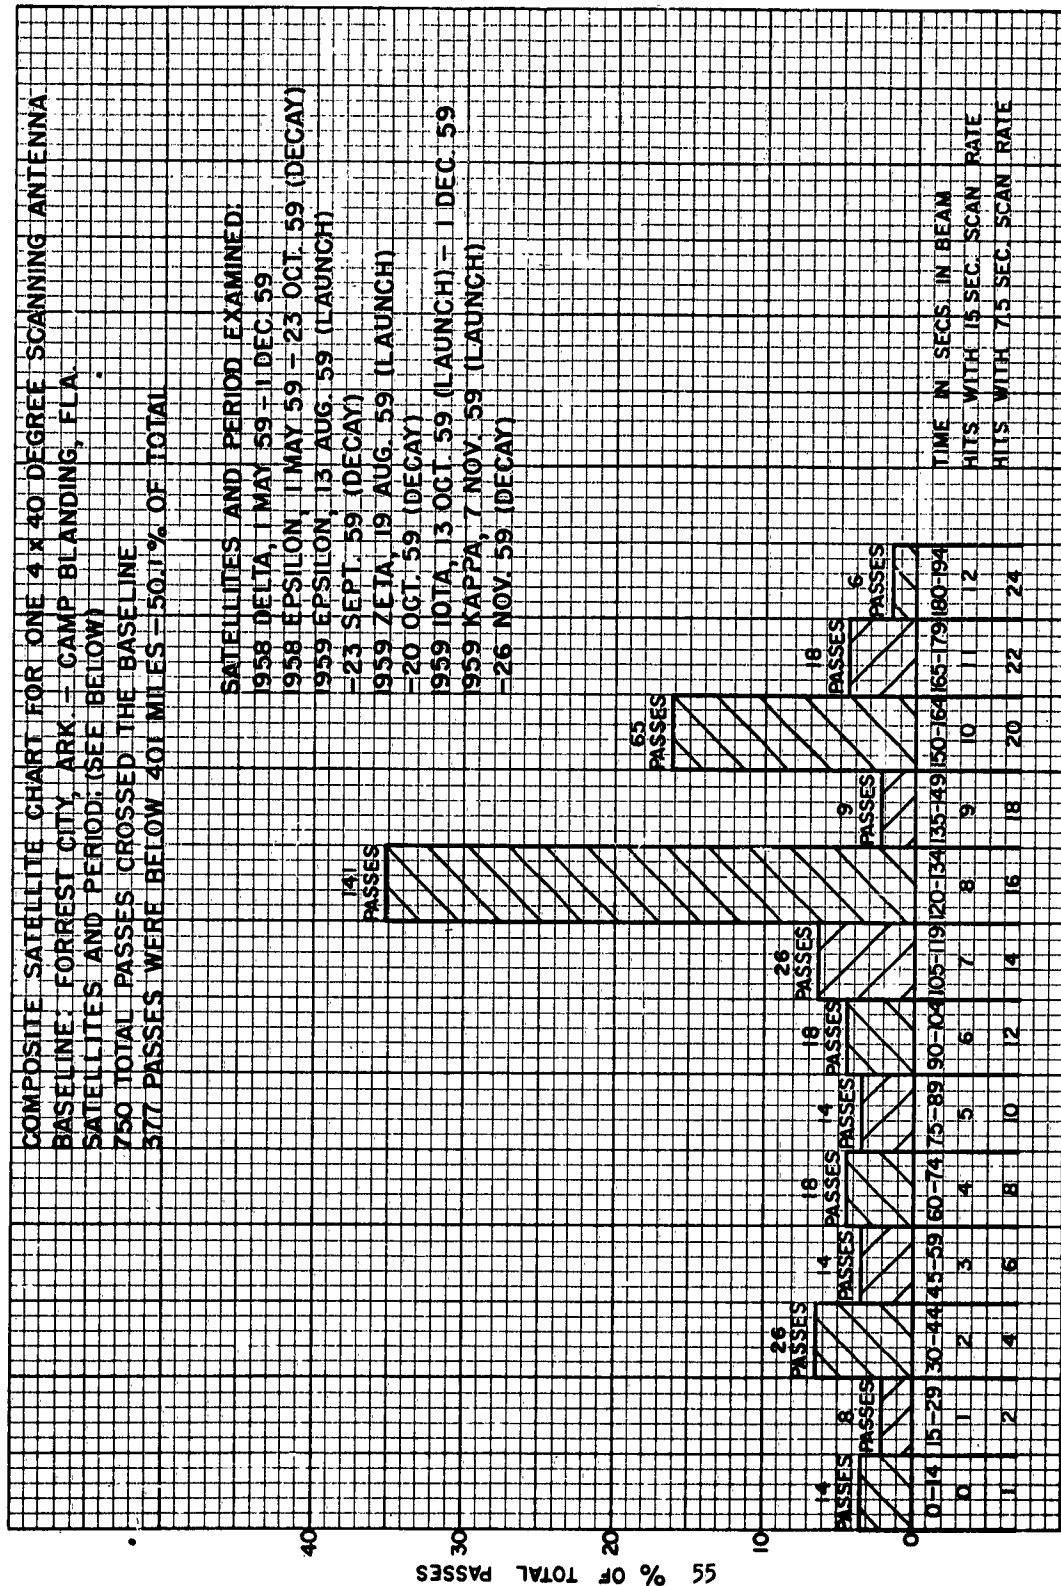 COMPOSITE SATELLITE CHART FOR ONE 4 x 40 DEGREE SCANNING ANTENNA
BASELINE: FORREST CITY, ARK. - CAMP BLANDING, FLA.
SATELLITES AND PERIOD: (SEE BELOW)
750 TOTAL PASSES CROSSED THE BASELINE
377 PASSES WERE BELOW 401 MILES - 50.1% OF TOTAL
SATELLITES AND PERIOD EXAMINED:
1958 DELTA, 1 MAY 59 - 1 DEC. 59
1958 EPSILON, 1 MAY 59 - 23 OCT. 59 (DECAY)
1959 EPSILON, 13 AUG. 59 (LAUNCH)
-23 SEPT. 59 (DECAY)
1959 ZETA, 19 AUG. 59 (LAUNCH)
-20 OCT. 59 (DECAY)
1959 IOTA, 13 OCT. 59 (LAUNCH) - 1 DEC. 59
1959 KAPPA, 7 NOV. 59 (LAUNCH)
-26 NOV. 59 (DECAY)
% OF TOTAL PASSES
40
30
20
10
0
14 PASSES
8 PASSES
26 PASSES
14 PASSES
18 PASSES
14 PASSES
18 PASSES
26 PASSES
141 PASSES
9 PASSES
65 PASSES
18 PASSES
6 PASSES
0-14 15-29 30-44 45-59 60-74 75-89 90-104 105-119 120-134 135-149 150-164 165-179 180-194 TIME IN SECS. IN BEAM
0 1 2 3 4 5 6 7 8 9 10 11 12 HITS WITH 15 SEC. SCAN RATE
1 2 4 6 8 10 12 14 16 18 20 22 24 HITS WITH 7.5 SEC. SCAN RATE
55